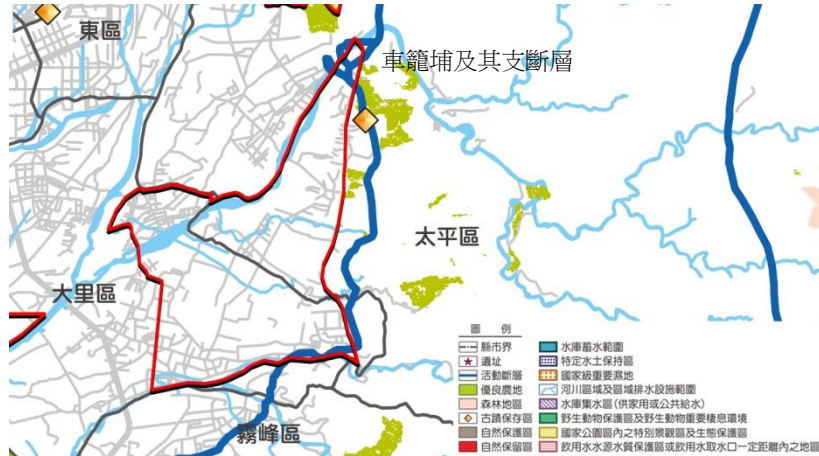 東區
車籠埔及其支斷層
太平區
大里區
霧峰區
圖 例
縣市界
遺址
活動斷層
優良農地
森林地區
古蹟保存區
自然保護區
自然保留區
水庫蓄水範圍
特定水土保持區
國家級重要濕地
河川區域及區域排水設施範圍
水庫集水區(供家用或公共給水)
野生動物保護區及野生動物重要棲息環境
國家公園區內之特別景觀區及生態保護區
飲用水水源水質保護區或飲用水取水口一定距離內之地區